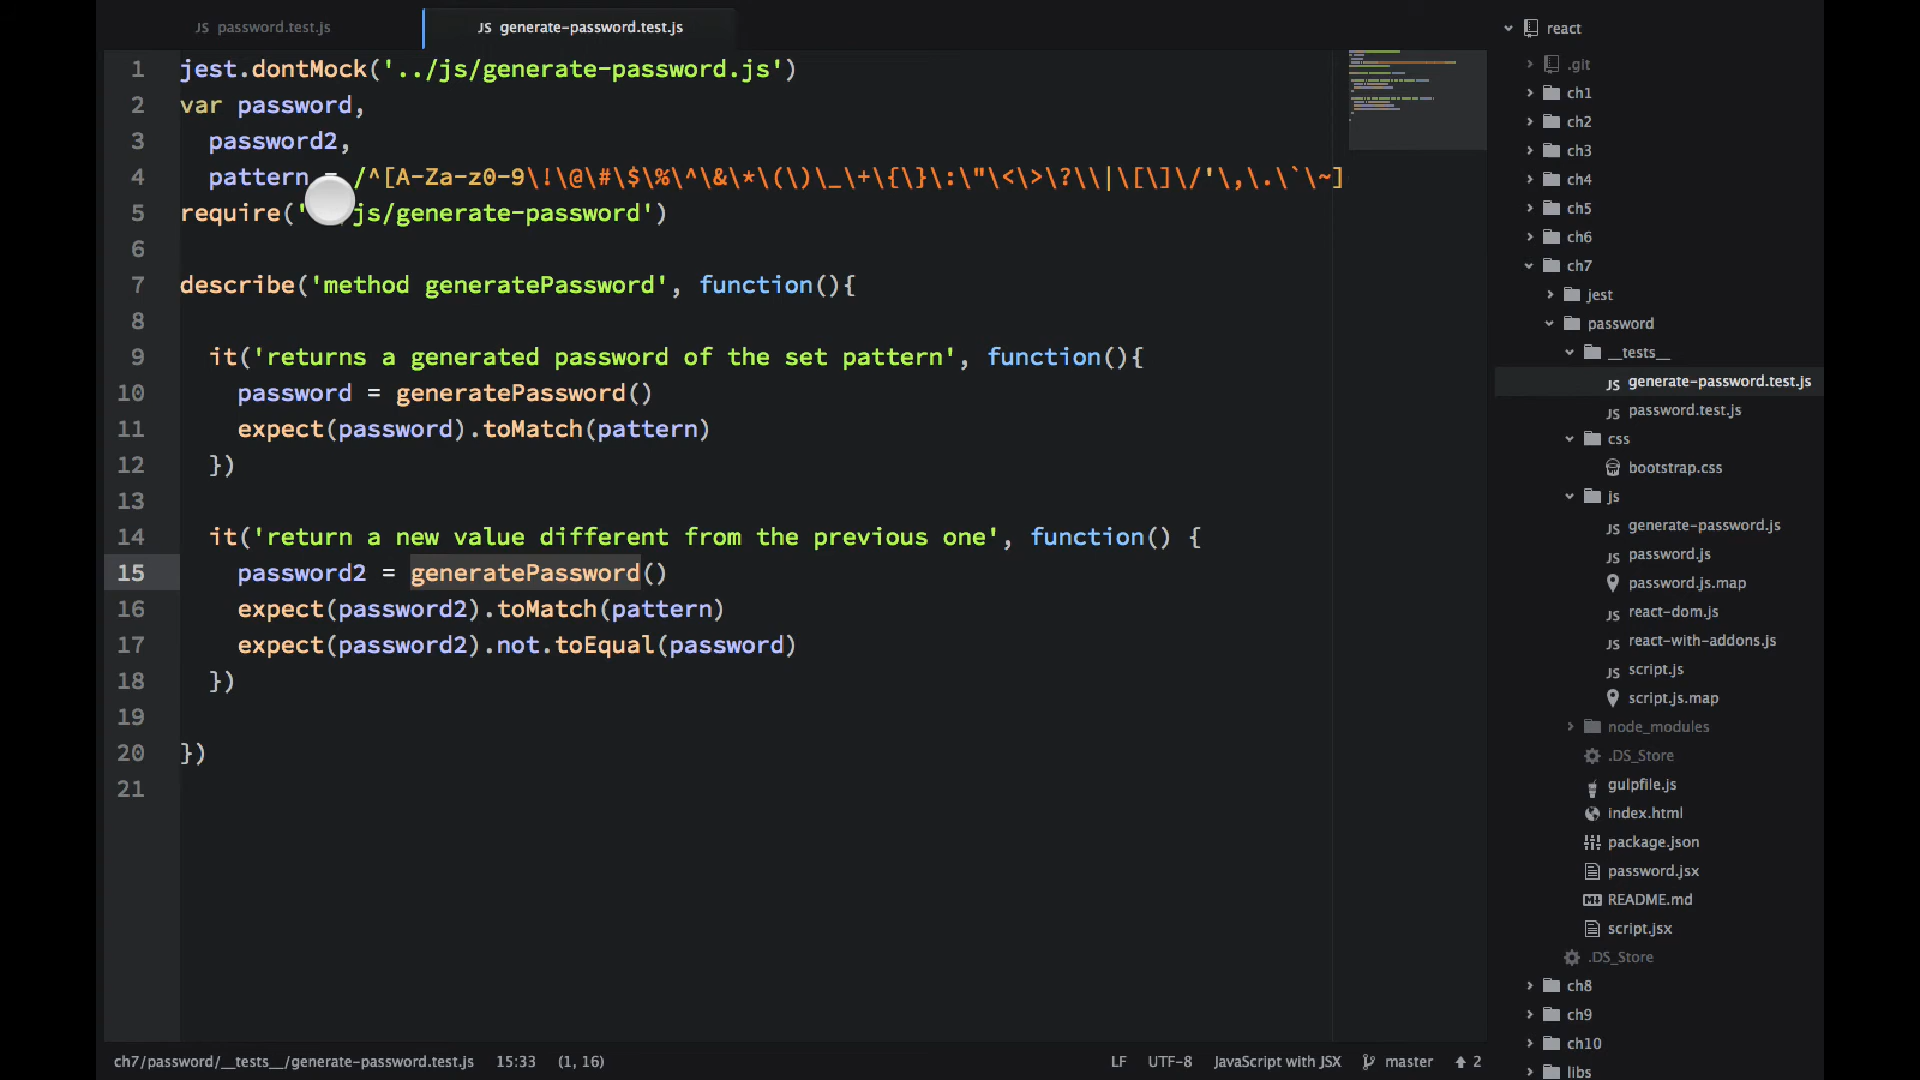 JS password.test.js
JS generate-password.test.js
1 jest.dontMock('../js/generate-password.js')
2 var password,
3 password2,
4 pattern = /^[A-Za-z0-9\!\@\#\$\%\^\&\*\(\)\_\+\{\}\:\"\<\>\?\\|\[\]\/'\,\.\`\~]
5 require(' js/generate-password')
6
7 describe('method generatePassword', function(){
8
9 it('returns a generated password of the set pattern', function(){
10 password = generatePassword()
11 expect(password).toMatch(pattern)
12 })
13
14 it('return a new value different from the previous one', function() {
15 password2 = generatePassword()
16 expect(password2).toMatch(pattern)
17 expect(password2).not.toEqual(password)
18 })
19
20 })
21
react
.git
ch1
ch2
ch3
ch4
ch5
ch6
ch7
jest
password
__tests__
JS generate-password.test.js
JS password.test.js
css
bootstrap.css
js
JS generate-password.js
JS password.js
password.js.map
JS react-dom.js
JS react-with-addons.js
JS script.js
script.js.map
node_modules
.DS_Store
gulpfile.js
index.html
package.json
password.jsx
README.md
script.jsx
.DS_Store
ch8
ch9
ch10
libs
ch7/password/__tests__/generate-password.test.js 15:33 (1, 16)
LF UTF-8 JavaScript with JSX master 2